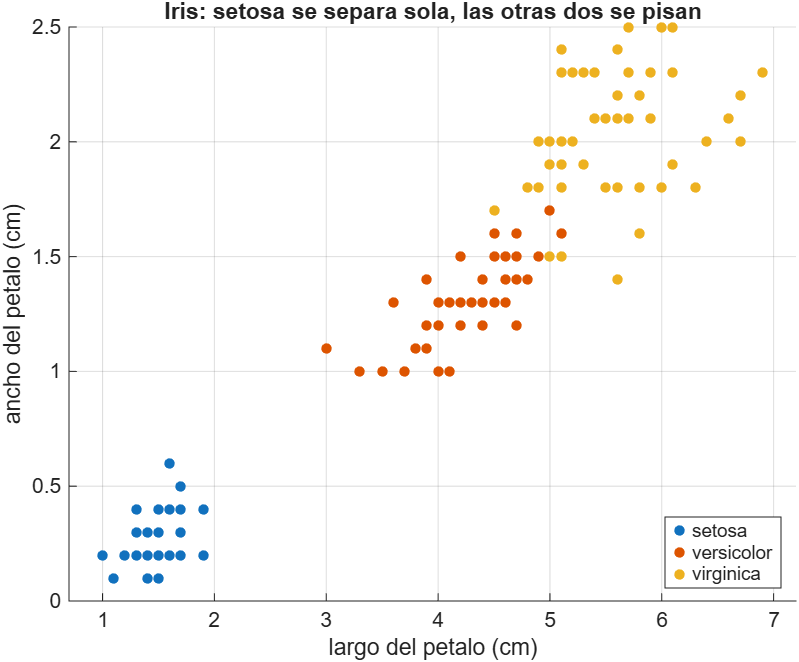 Iris: setosa se separa sola, las otras dos se pisan
2.5
2
1.5
1
0.5
0
ancho del petalo (cm)
1
2
3
4
5
6
7
largo del petalo (cm)
setosa
versicolor
virginica